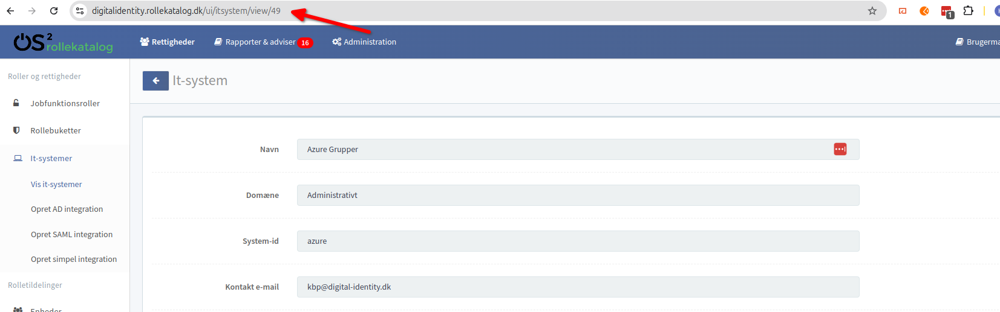 digitalidentity.rollekatalog.dk/ui/itsystem/view/49
1
OS2 rollekatalog
Rettigheder
Rapporter & adviser 16
Administration
Roller og rettigheder
It-system
Jobfunktionsroller
Rollebuketter
It-systemer
Vis it-systemer
Opret AD integration
Opret SAML integration
Opret simpel integration
Rolletildelinger
Enheder
Navn
Azure Grupper
Domæne
Administrativt
System-id
azure
Kontakt e-mail
kbp@digital-identity.dk